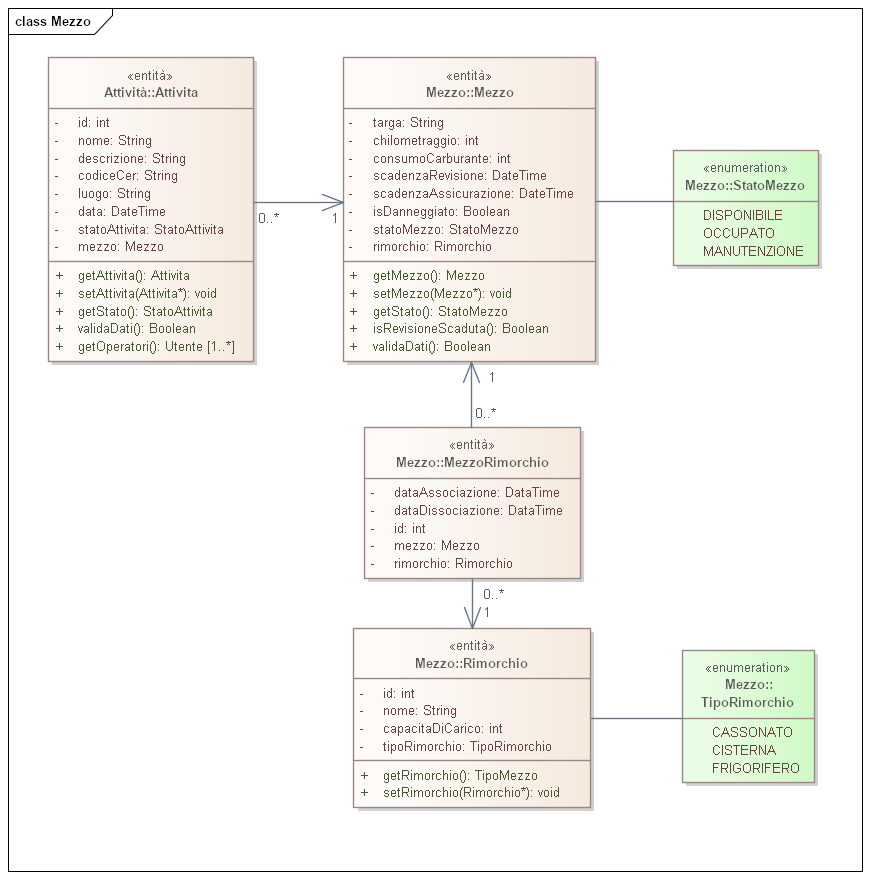 class Mezzo
«entità»
Attività::Attivita
- id: int
- nome: String
- descrizione: String
- codiceCer: String
- luogo: String
- data: DateTime
- statoAttivita: StatoAttivita
- mezzo: Mezzo
+ getAttivita(): Attivita
+ setAttivita(Attivita*): void
+ getStato(): StatoAttivita
+ validaDati(): Boolean
+ getOperatori(): Utente [1..*]
0..*
1
«entità»
Mezzo::Mezzo
- targa: String
- chilometraggio: int
- consumoCarburante: int
- scadenzaRevisione: DateTime
- scadenzaAssicurazione: DateTime
- isDanneggiato: Boolean
- statoMezzo: StatoMezzo
- rimorchio: Rimorchio
+ getMezzo(): Mezzo
+ setMezzo(Mezzo*): void
+ getStato(): StatoMezzo
+ isRevisioneScaduta(): Boolean
+ validaDati(): Boolean
«enumeration»
Mezzo::StatoMezzo
DISPONIBILE
OCCUPATO
MANUTENZIONE
1
0..*
«entità»
Mezzo::MezzoRimorchio
- dataAssociazione: DataTime
- dataDissociazione: DataTime
- id: int
- mezzo: Mezzo
- rimorchio: Rimorchio
0..*
1
«entità»
Mezzo::Rimorchio
- id: int
- nome: String
- capacitaDiCarico: int
- tipoRimorchio: TipoRimorchio
+ getRimorchio(): TipoMezzo
+ setRimorchio(Rimorchio*): void
«enumeration»
Mezzo::
TipoRimorchio
CASSONATO
CISTERNA
FRIGORIFERO